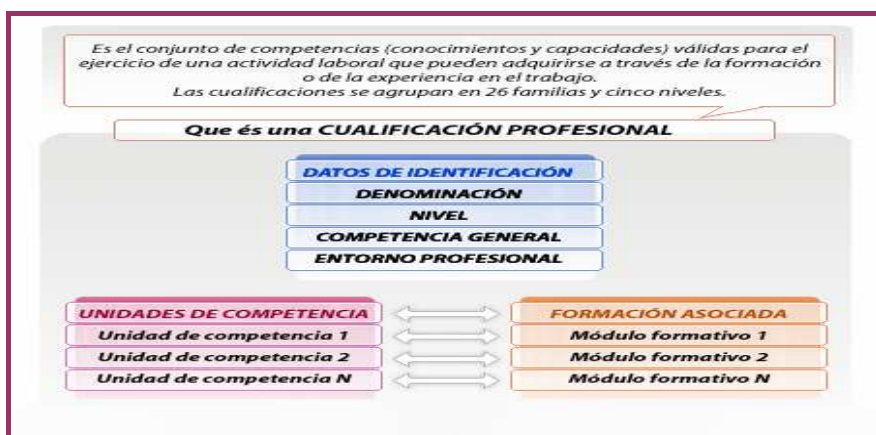 Es el conjunto de competencias (conocimientos y capacidades) válidas para el
ejercicio de una actividad laboral que pueden adquirirse a través de la formación
o de la experiencia en el trabajo.
Las cualificaciones se agrupan en 26 familias y cinco niveles.
Que és una CUALIFICACIÓN PROFESIONAL
DATOS DE IDENTIFICACIÓN
DENOMINACIÓN
NIVEL
COMPETENCIA GENERAL
ENTORNO PROFESIONAL
UNIDADES DE COMPETENCIA
Unidad de competencia 1
Unidad de competencia 2
Unidad de competencia N
FORMACIÓN ASOCIADA
Módulo formativo 1
Módulo formativo 2
Módulo formativo N